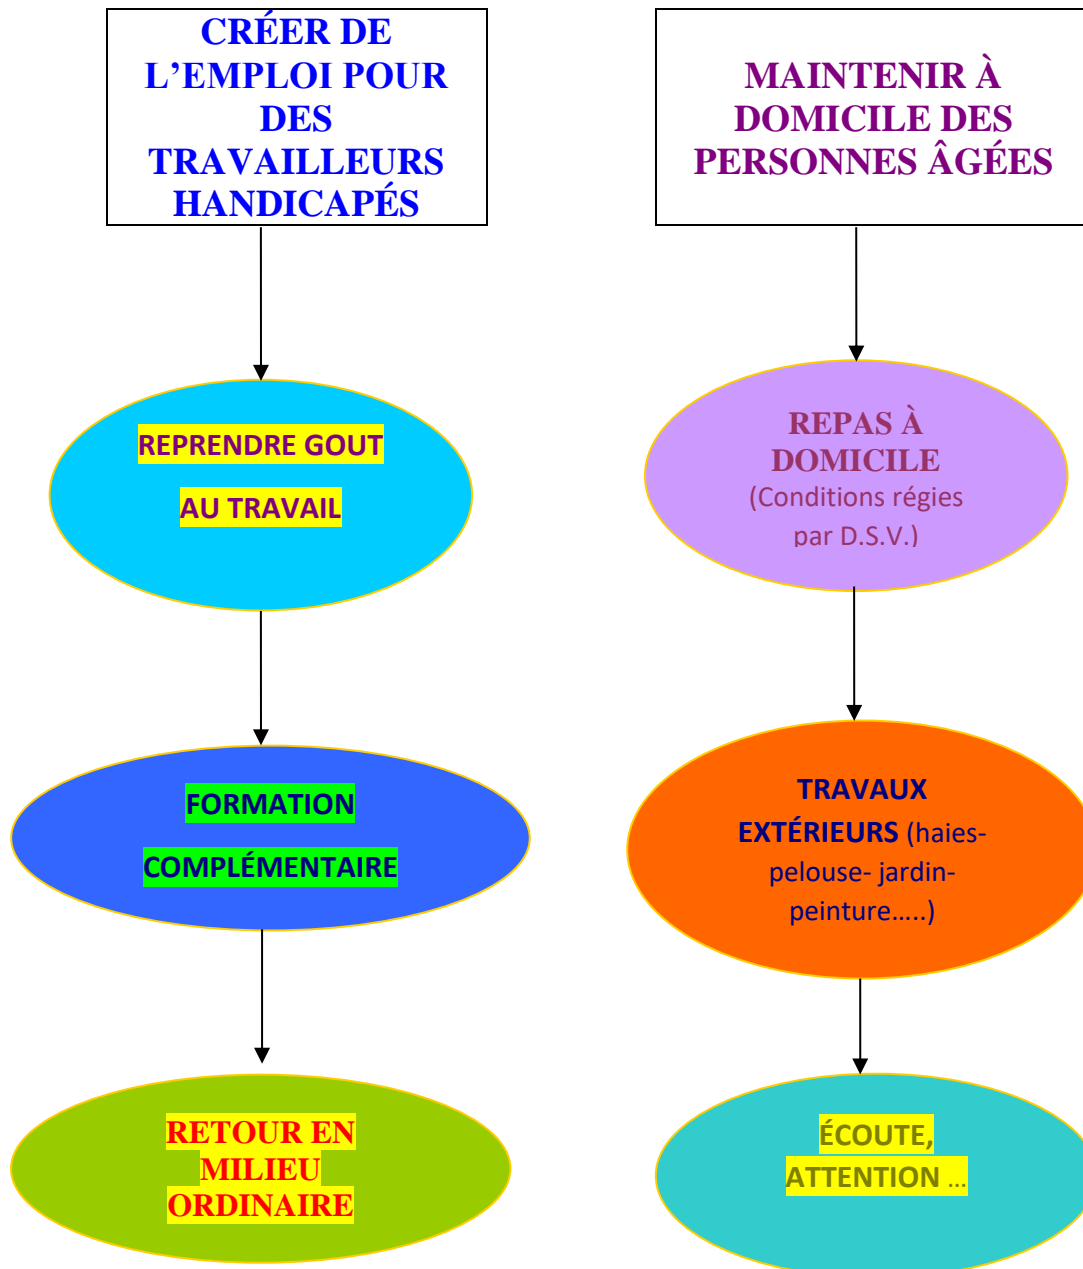 CRÉER DE
L’EMPLOI POUR
DES
TRAVAILLEURS
HANDICAPÉS
REPRENDRE GOUT
AU TRAVAIL
FORMATION
COMPLÉMENTAIRE
RETOUR EN
MILIEU
ORDINAIRE
MAINTENIR À
DOMICILE DES
PERSONNES ÂGÉES
REPAS À
DOMICILE
(Conditions régies
par D.S.V.)
TRAVAUX
EXTÉRIEURS (haies-
pelouse- jardin-
peinture…..)
ÉCOUTE,
ATTENTION …